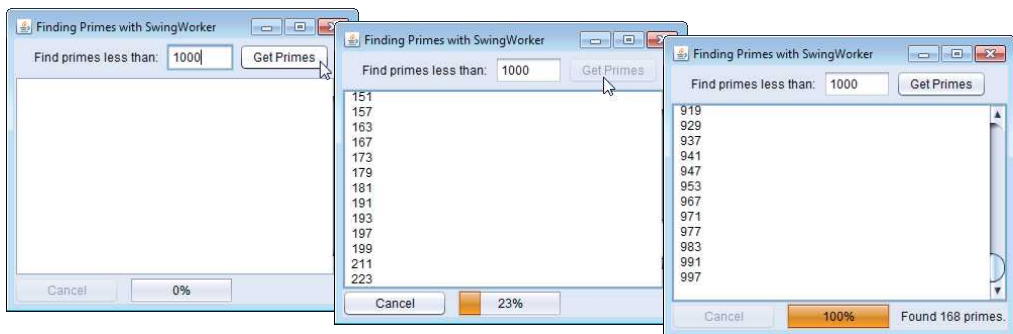 Finding Primes with SwingWorker
Find primes less than: 1000 Get Primes
Cancel 0%
Finding Primes with SwingWorker
Find primes less than: 1000 Get Primes
151
157
163
167
173
179
181
191
193
197
199
211
223
Cancel 23%
Finding Primes with SwingWorker
Find primes less than: 1000 Get Primes
919
929
937
941
947
953
967
971
977
983
991
997
Cancel 100% Found 168 primes.